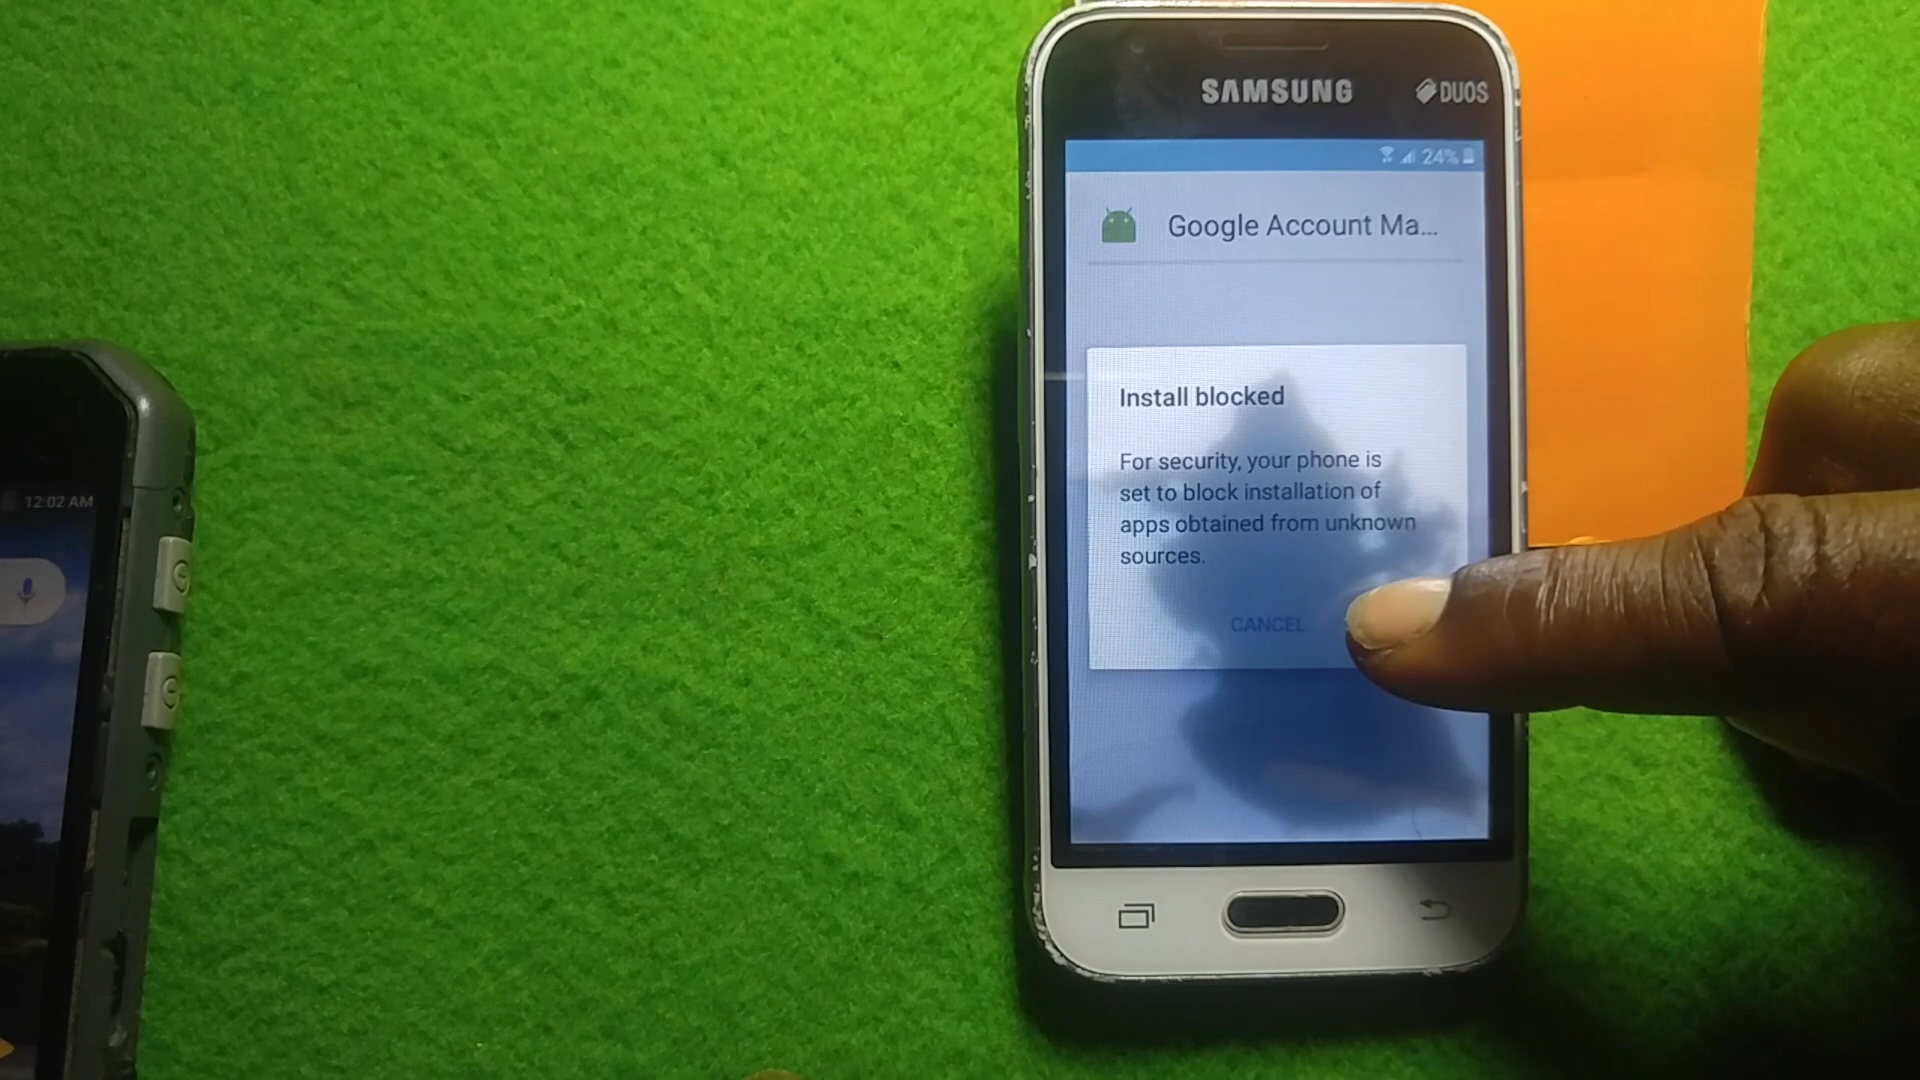 SAMSUNG
DUOS
24%
Google Account Ma...
Install blocked
For security, your phone is
set to block installation of
apps obtained from unknown
sources.
CANCEL
12:02 AM